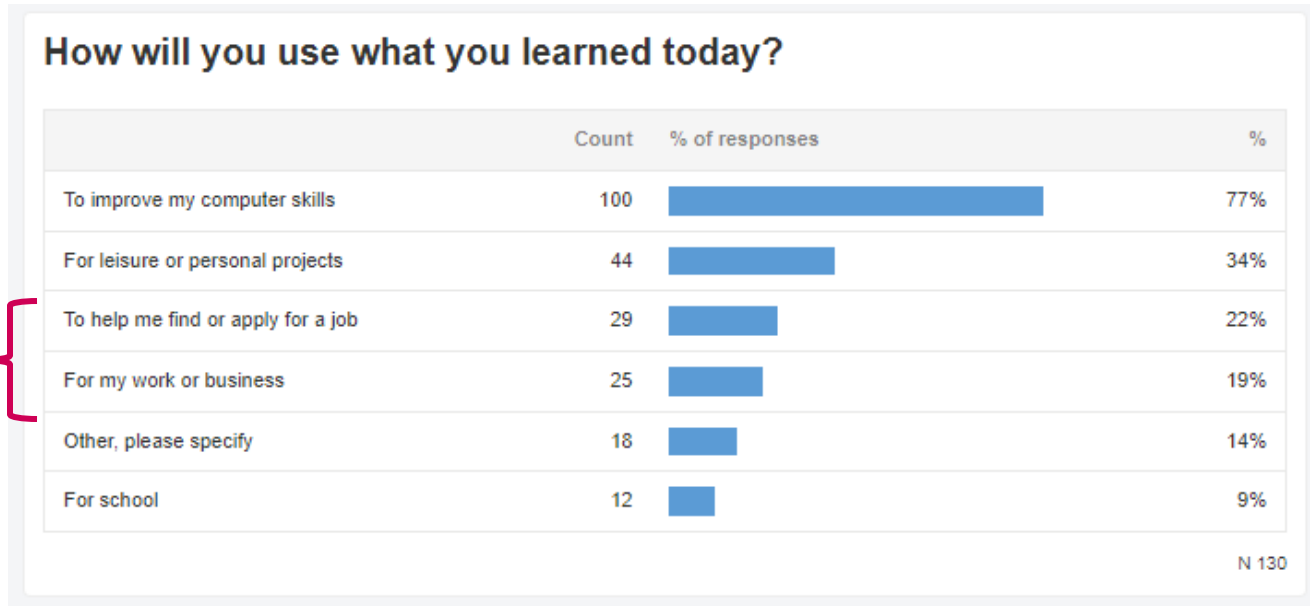 How will you use what you learned today?
Count % of responses %
To improve my computer skills 100 77%
For leisure or personal projects 44 34%
To help me find or apply for a job 29 22%
For my work or business 25 19%
Other, please specify 18 14%
For school 12 9%
N 130